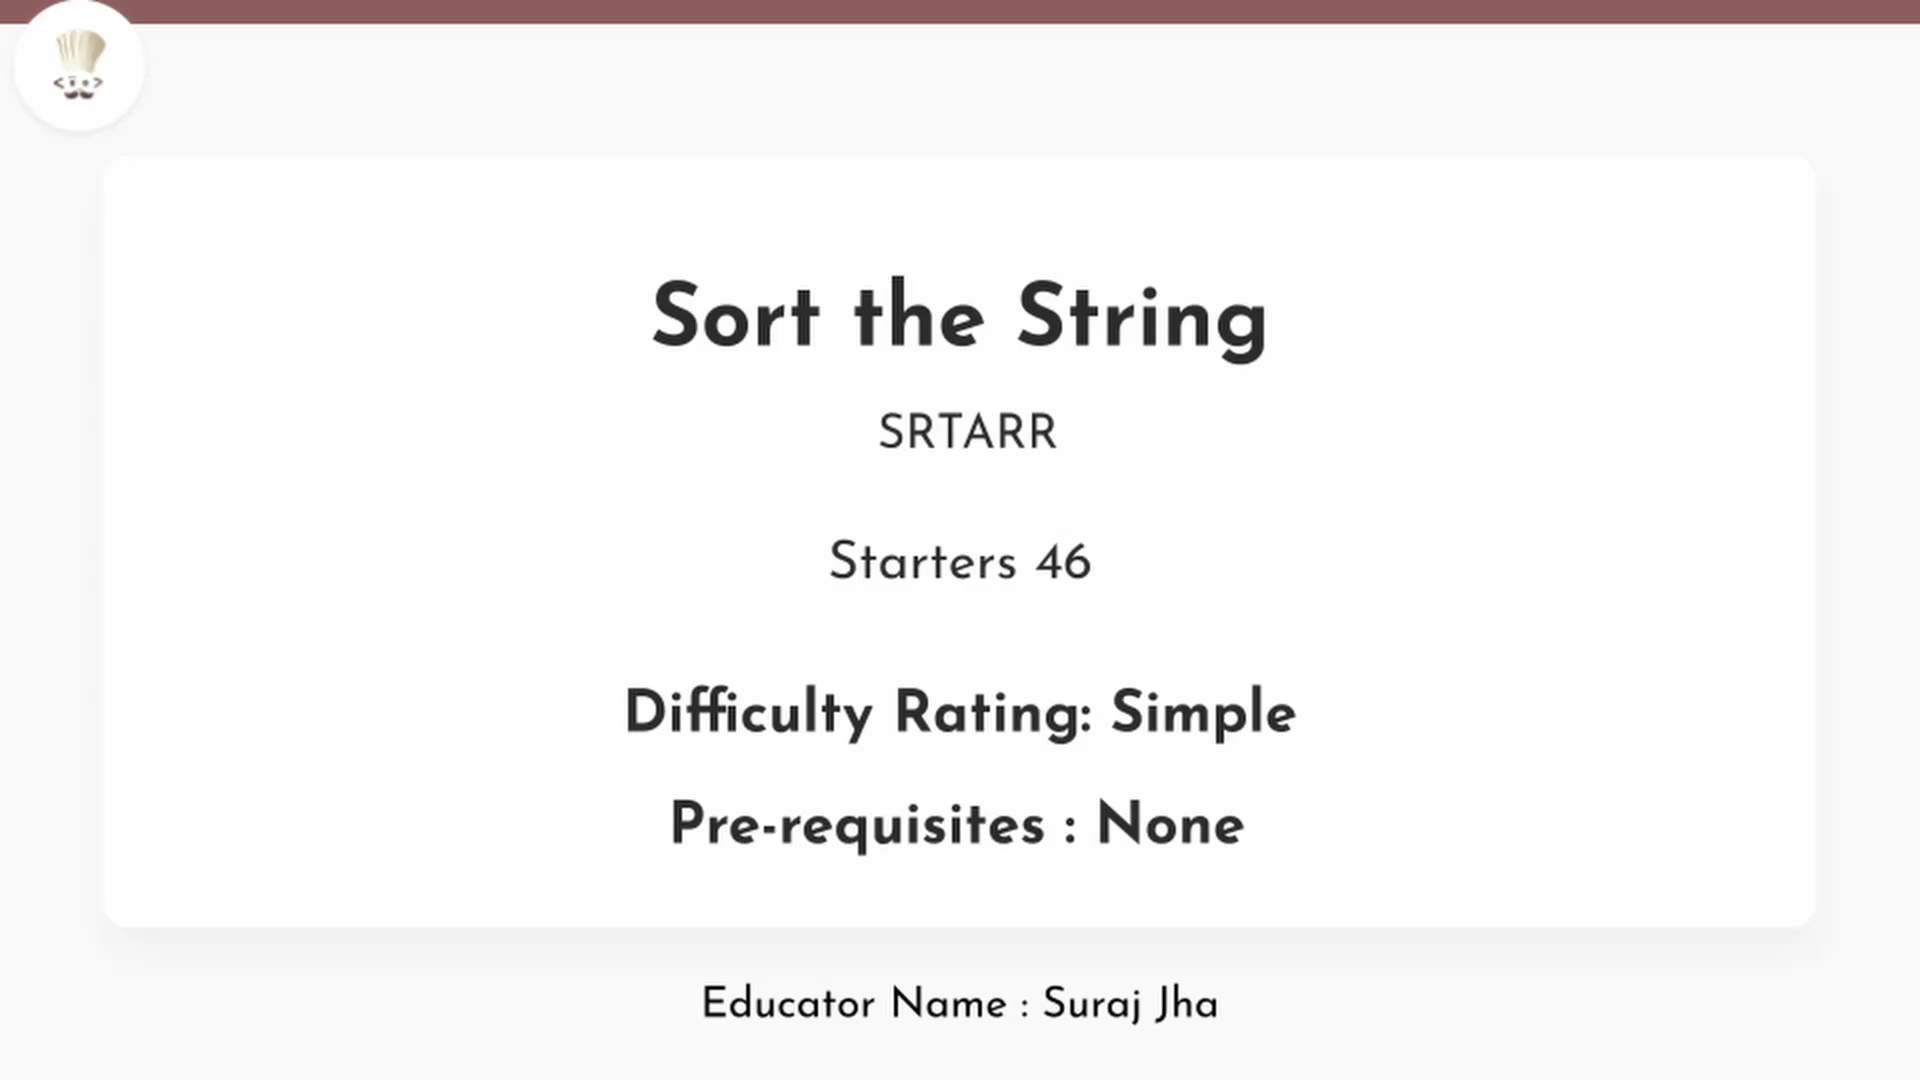 Sort the String
SRTARR
Starters 46
Difficulty Rating: Simple
Pre-requisites : None
Educator Name : Suraj Jha